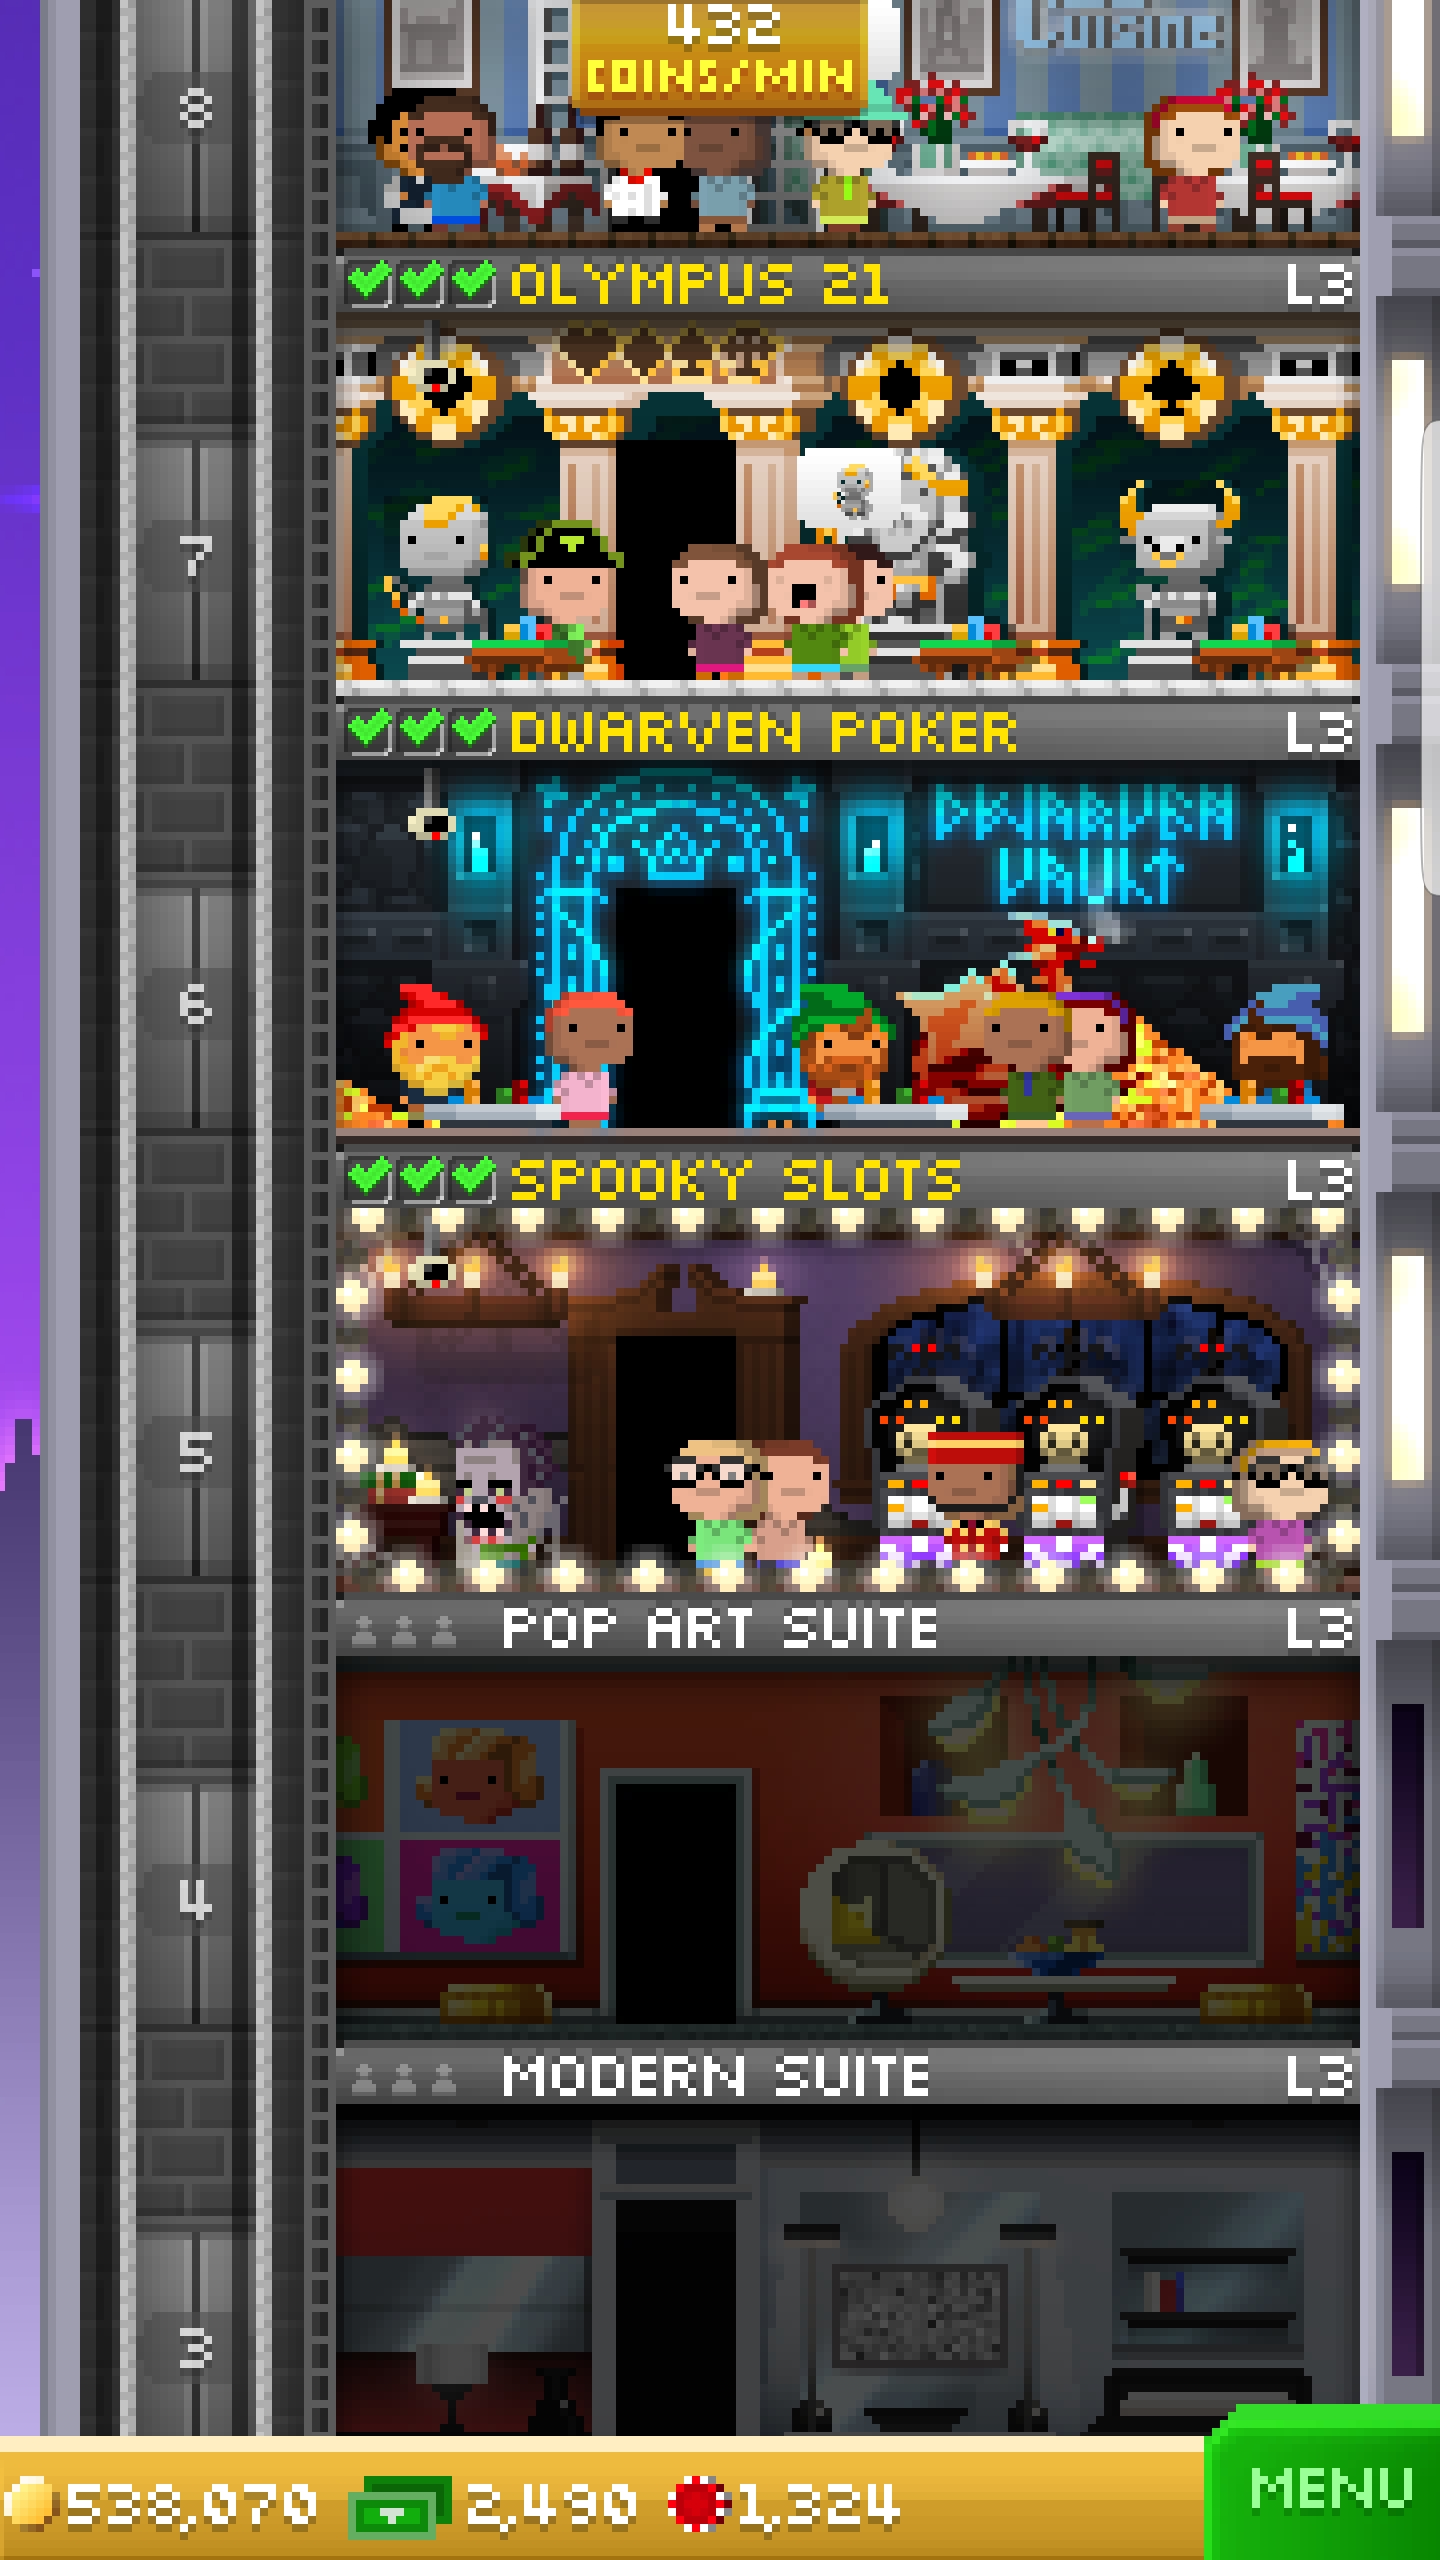 432
COINS/MIN
Cuisine
8
OLYMPUS 21 L3
7
DWARVEN POKER L3
DWARVEN
VAULT
6
SPOOKY SLOTS L3
5
POP ART SUITE L3
4
MODERN SUITE L3
3
538,070 2,490 1,324
MENU